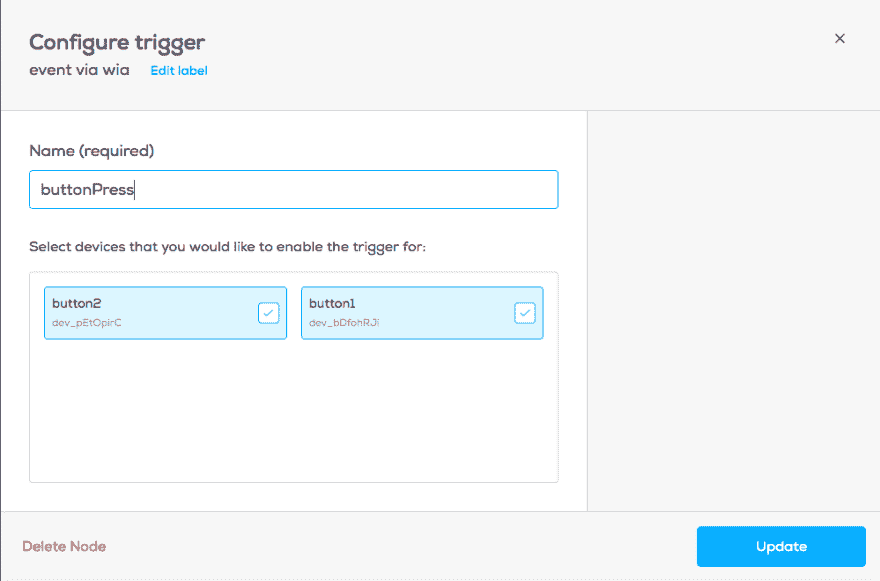 Configure trigger
event via wia Edit label
Name (required)
buttonPress
Select devices that you would like to enable the trigger for:
button2 button1
dev_pEtOpirC dev_bDfohRJi
Delete Node Update